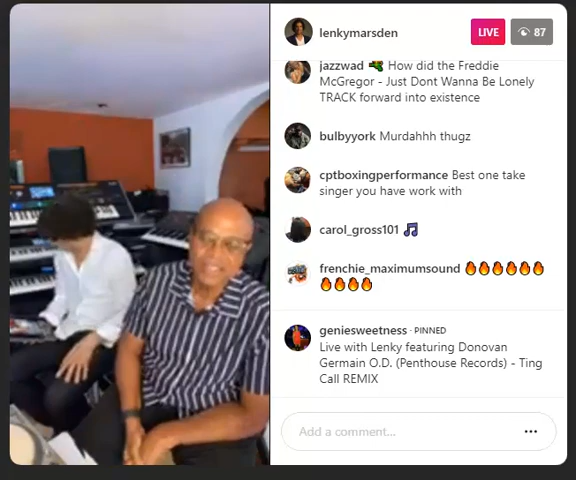 lenkymarsden
LIVE
87
jazzwad How did the Freddie
McGregor - Just Dont Wanna Be Lonely
TRACK forward into existence
bulbyyork Murdahhh thugz
cptboxingperformance Best one take
singer you have work with
carol_gross101
frenchie_maximumsound
geniesweetness · PINNED
Live with Lenky featuring Donovan
Germain O.D. (Penthouse Records) - Ting
Call REMIX
Add a comment...